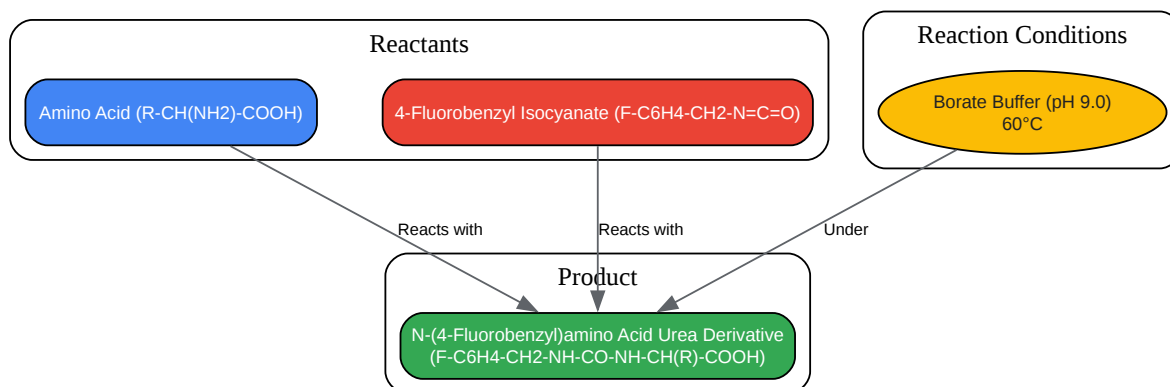 Reactants
Reaction Conditions
Amino Acid (R-CH(NH2)-COOH)
4-Fluorobenzyl Isocyanate (F-C6H4-CH2-N=C=O)
Borate Buffer (pH 9.0)
60°C
Reacts with
Reacts with
Under
Product
N-(4-Fluorobenzyl)amino Acid Urea Derivative
(F-C6H4-CH2-NH-CO-NH-CH(R)-COOH)